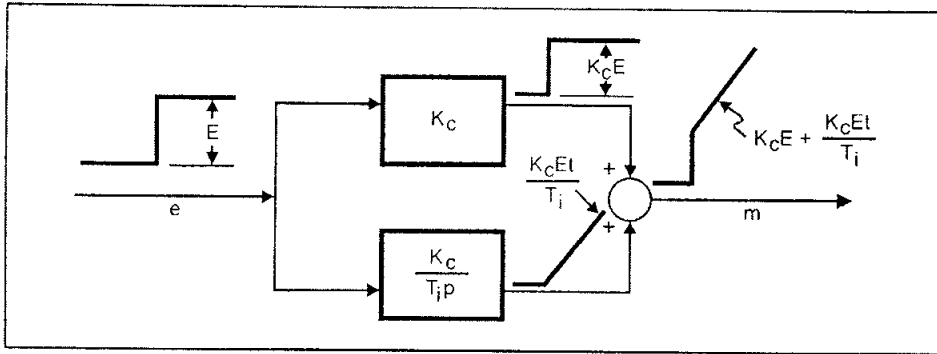 E
e
K_c
K_cE
K_c
T_ip
K_cEt
T_i
+
+
K_cE + K_cEt
T_i
m